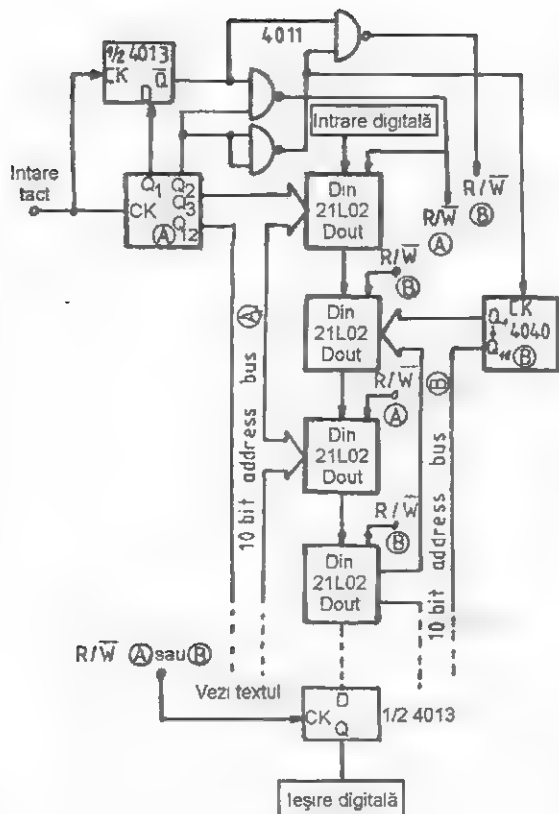 1/2 4013
CK Q̅
D
4011
Intrare digitală
Intare
tact
Q1 Q2
CK Q3
Ⓐ Q12
Din
21L02
Dout
R/W̅
Ⓐ
R/W̅
Ⓑ
R/W̅
Ⓑ
Din
21L02
Dout
CK
4040
Ⓑ
R/W̅
Ⓐ
Din
21L02
Dout
10 bit address bus Ⓐ
10 bit address bus Ⓑ
R/W̅
Ⓑ
Din
21L02
Dout
R/W̅ Ⓐ sau Ⓑ
Vezi textul
D
CK
Q
1/2 4013
Ieşire digitală